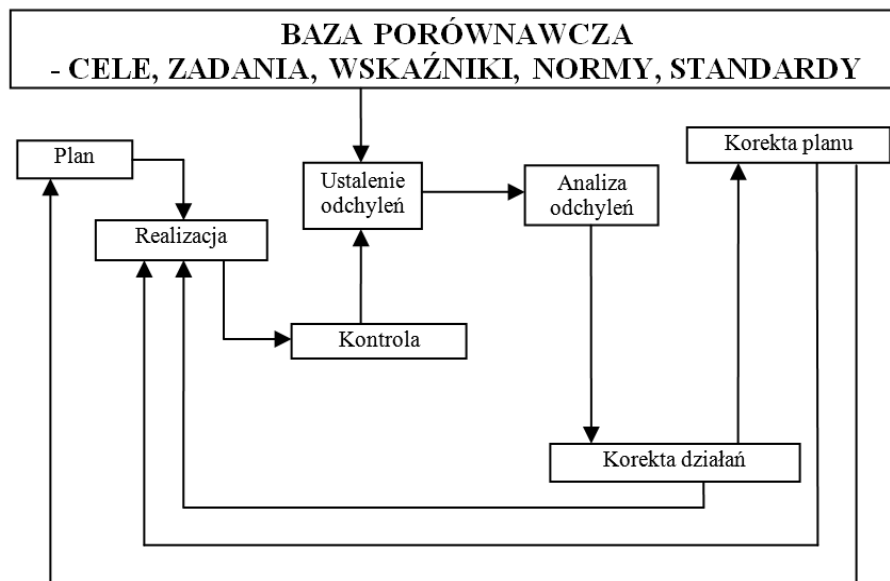 BAZA PORÓWNAWCZA
- CELE, ZADANIA, WSKAŹNIKI, NORMY, STANDARDY
Plan
Korekta planu
Ustalenie
odchyleń
Analiza
odchyleń
Realizacja
Kontrola
Korekta działań